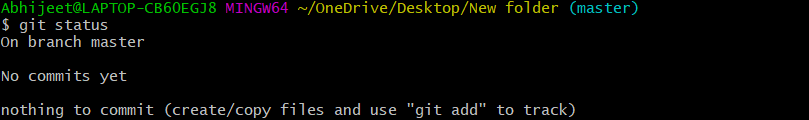 Abhijeet@LAPTOP-CB6OEGJ8 MINGW64 ~/OneDrive/Desktop/New folder (master)
$ git status
On branch master
No commits yet
nothing to commit (create/copy files and use "git add" to track)